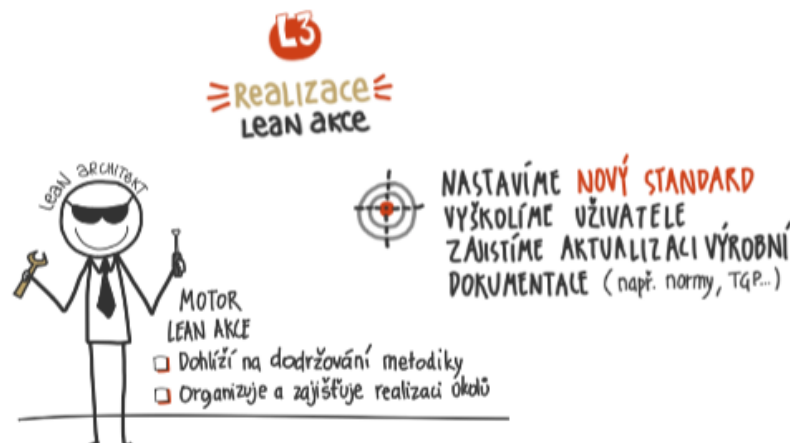 L3
REALIZACE
LEAN AKCE
LEAN ARCHITEKT
NASTAVÍME NOVÝ STANDARD
VYŠKOLÍME UŽIVATELE
ZAJISTÍME AKTUALIZACI VÝROBNÍ
DOKUMENTACE (např. normy, TGP...)
MOTOR
LEAN AKCE
Dohlíží na dodržování metodiky
Organizuje a zajišťuje realizaci úkolů